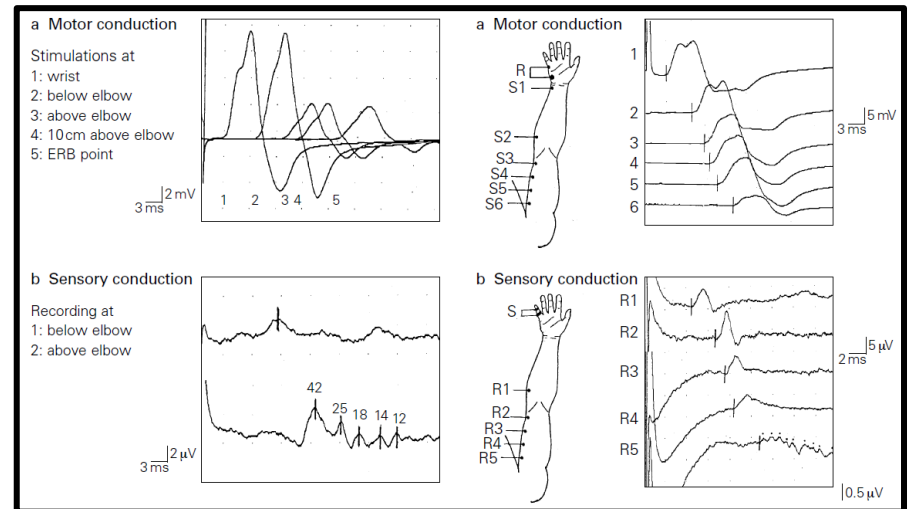 a Motor conduction
Stimulations at
1: wrist
2: below elbow
3: above elbow
4: 10 cm above elbow
5: ERB point
2 mV
3 ms
1 2 3 4 5
b Sensory conduction
Recording at
1: below elbow
2: above elbow
42
25
18
14
12
2 µV
3 ms
a Motor conduction
R
S1
S2
S3
S4
S5
S6
1
2
3
4
5
6
5 mV
3 ms
b Sensory conduction
S
R1
R2
R3
R4
R5
R1
R2
R3
R4
R5
5 µV
2 ms
0.5 µV